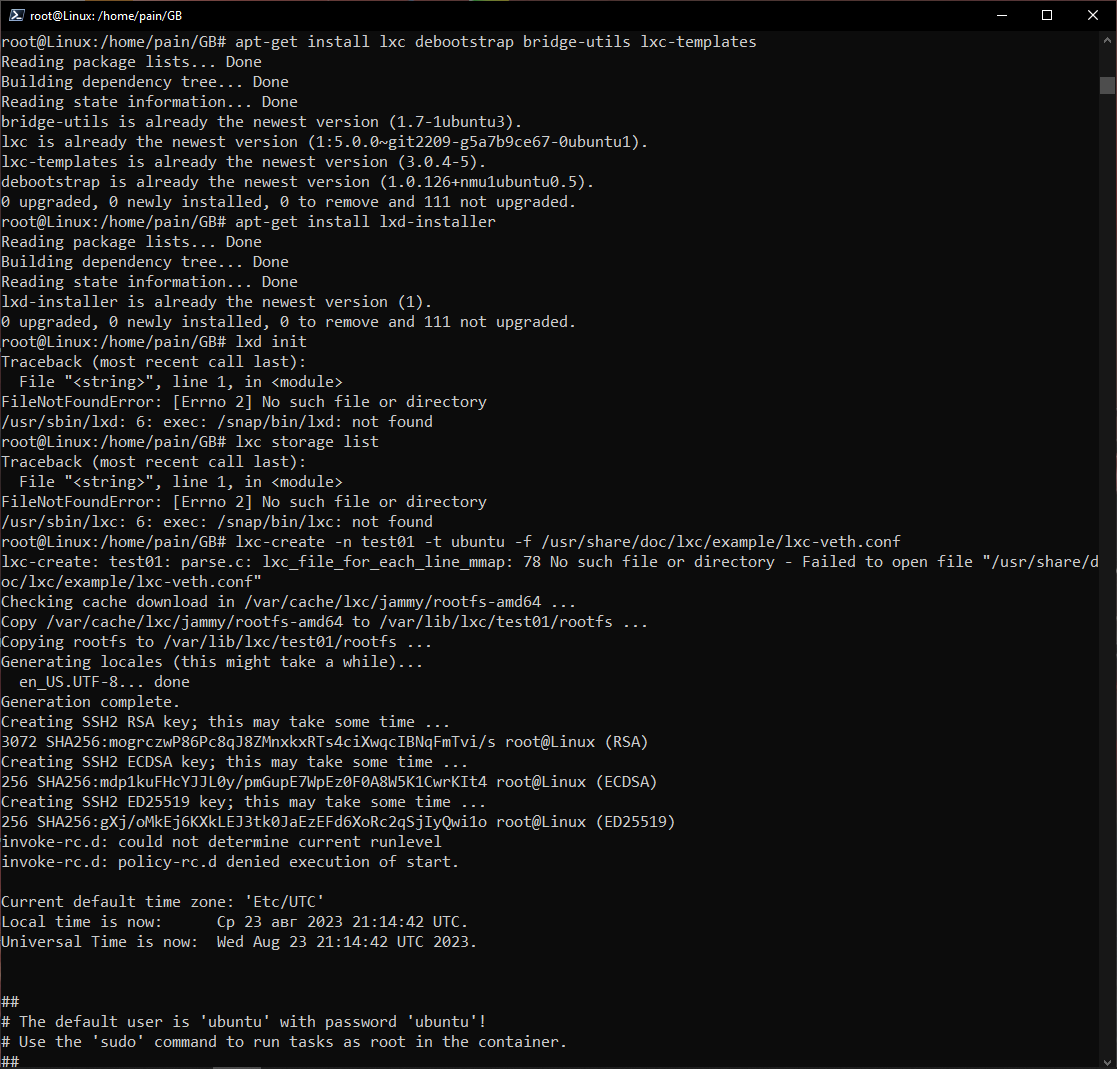 root@Linux: /home/pain/GB
root@Linux:/home/pain/GB# apt-get install lxc debootstrap bridge-utils lxc-templates
Reading package lists... Done
Building dependency tree... Done
Reading state information... Done
bridge-utils is already the newest version (1.7-1ubuntu3).
lxc is already the newest version (1:5.0.0~git2209-g5a7b9ce67-0ubuntu1).
lxc-templates is already the newest version (3.0.4-5).
debootstrap is already the newest version (1.0.126+nmu1ubuntu0.5).
0 upgraded, 0 newly installed, 0 to remove and 111 not upgraded.
root@Linux:/home/pain/GB# apt-get install lxd-installer
Reading package lists... Done
Building dependency tree... Done
Reading state information... Done
lxd-installer is already the newest version (1).
0 upgraded, 0 newly installed, 0 to remove and 111 not upgraded.
root@Linux:/home/pain/GB# lxd init
Traceback (most recent call last):
  File "<string>", line 1, in <module>
FileNotFoundError: [Errno 2] No such file or directory
/usr/sbin/lxd: 6: exec: /snap/bin/lxd: not found
root@Linux:/home/pain/GB# lxc storage list
Traceback (most recent call last):
  File "<string>", line 1, in <module>
FileNotFoundError: [Errno 2] No such file or directory
/usr/sbin/lxc: 6: exec: /snap/bin/lxc: not found
root@Linux:/home/pain/GB# lxc-create -n test01 -t ubuntu -f /usr/share/doc/lxc/example/lxc-veth.conf
lxc-create: test01: parse.c: lxc_file_for_each_line_mmap: 78 No such file or directory - Failed to open file "/usr/share/d
oc/lxc/example/lxc-veth.conf"
Checking cache download in /var/cache/lxc/jammy/rootfs-amd64 ...
Copy /var/cache/lxc/jammy/rootfs-amd64 to /var/lib/lxc/test01/rootfs ...
Copying rootfs to /var/lib/lxc/test01/rootfs ...
Generating locales (this might take a while)...
  en_US.UTF-8... done
Generation complete.
Creating SSH2 RSA key; this may take some time ...
3072 SHA256:mogrczwP86Pc8qJ8ZMnxkxRTs4ciXwqcIBNqFmTvi/s root@Linux (RSA)
Creating SSH2 ECDSA key; this may take some time ...
256 SHA256:mdp1kuFHcYJJL0y/pmGupE7WpEz0F0A8W5K1CwrKIt4 root@Linux (ECDSA)
Creating SSH2 ED25519 key; this may take some time ...
256 SHA256:gXj/oMkEj6KXkLEJ3tk0JaEzEFd6XoRc2qSjIyQwi1o root@Linux (ED25519)
invoke-rc.d: could not determine current runlevel
invoke-rc.d: policy-rc.d denied execution of start.
Current default time zone: 'Etc/UTC'
Local time is now:      Ср 23 авг 2023 21:14:42 UTC.
Universal Time is now:  Wed Aug 23 21:14:42 UTC 2023.
##
# The default user is 'ubuntu' with password 'ubuntu'!
# Use the 'sudo' command to run tasks as root in the container.
##